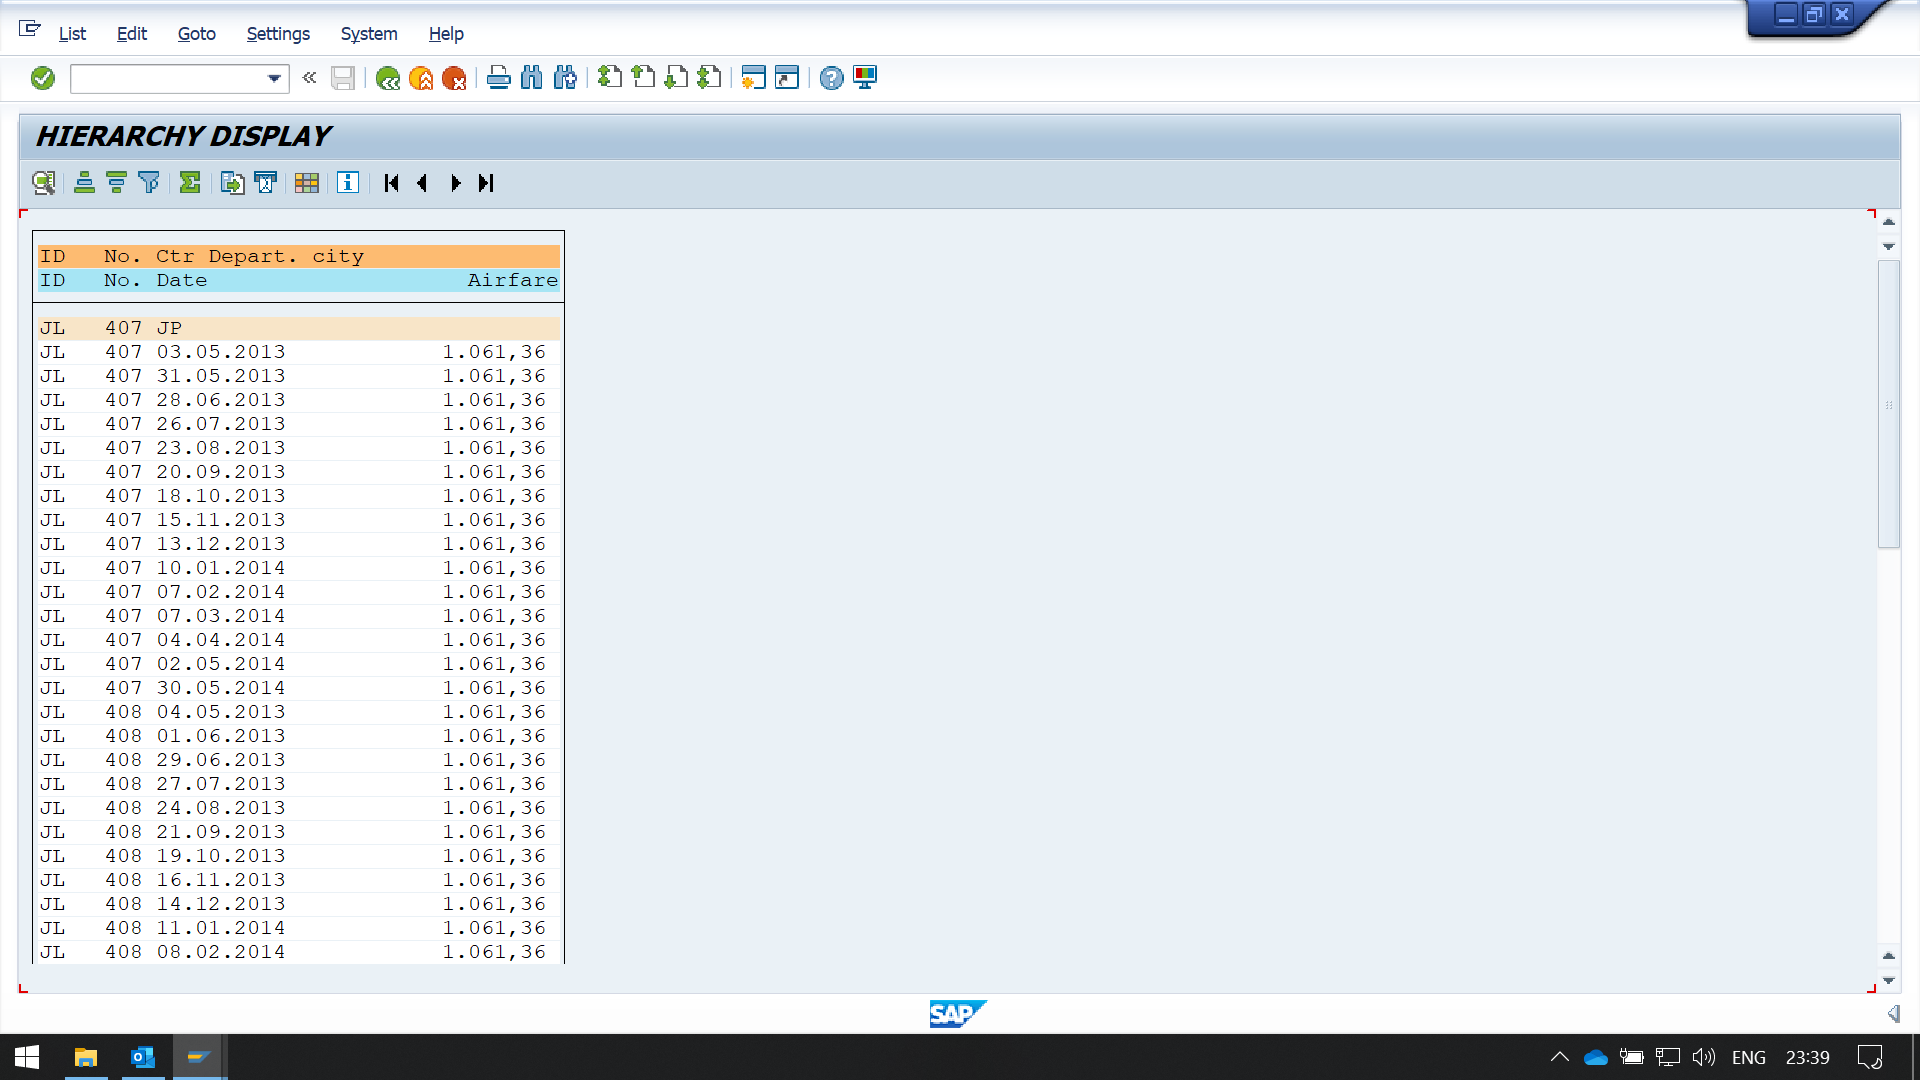 List Edit Goto Settings System Help
HIERARCHY DISPLAY
ID No. Ctr Depart. city
ID No. Date Airfare
JL 407 JP
JL 407 03.05.2013 1.061,36
JL 407 31.05.2013 1.061,36
JL 407 28.06.2013 1.061,36
JL 407 26.07.2013 1.061,36
JL 407 23.08.2013 1.061,36
JL 407 20.09.2013 1.061,36
JL 407 18.10.2013 1.061,36
JL 407 15.11.2013 1.061,36
JL 407 13.12.2013 1.061,36
JL 407 10.01.2014 1.061,36
JL 407 07.02.2014 1.061,36
JL 407 07.03.2014 1.061,36
JL 407 04.04.2014 1.061,36
JL 407 02.05.2014 1.061,36
JL 407 30.05.2014 1.061,36
JL 408 04.05.2013 1.061,36
JL 408 01.06.2013 1.061,36
JL 408 29.06.2013 1.061,36
JL 408 27.07.2013 1.061,36
JL 408 24.08.2013 1.061,36
JL 408 21.09.2013 1.061,36
JL 408 19.10.2013 1.061,36
JL 408 16.11.2013 1.061,36
JL 408 14.12.2013 1.061,36
JL 408 11.01.2014 1.061,36
JL 408 08.02.2014 1.061,36
SAP
ENG 23:39